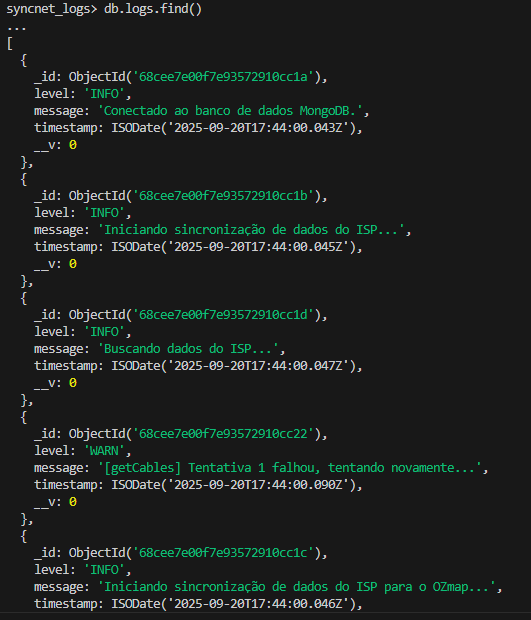 syncnet_logs> db.logs.find()
...
[
  {
    _id: ObjectId('68cee7e00f7e93572910cc1a'),
    level: 'INFO',
    message: 'Conectado ao banco de dados MongoDB.',
    timestamp: ISODate('2025-09-20T17:44:00.043Z'),
    __v: 0
  },
  {
    _id: ObjectId('68cee7e00f7e93572910cc1b'),
    level: 'INFO',
    message: 'Iniciando sincronização de dados do ISP...',
    timestamp: ISODate('2025-09-20T17:44:00.045Z'),
    __v: 0
  },
  {
    _id: ObjectId('68cee7e00f7e93572910cc1d'),
    level: 'INFO',
    message: 'Buscando dados do ISP...',
    timestamp: ISODate('2025-09-20T17:44:00.047Z'),
    __v: 0
  },
  {
    _id: ObjectId('68cee7e00f7e93572910cc22'),
    level: 'WARN',
    message: '[getCables] Tentativa 1 falhou, tentando novamente...',
    timestamp: ISODate('2025-09-20T17:44:00.090Z'),
    __v: 0
  },
  {
    _id: ObjectId('68cee7e00f7e93572910cc1c'),
    level: 'INFO',
    message: 'Iniciando sincronização de dados do ISP para o OZmap...',
    timestamp: ISODate('2025-09-20T17:44:00.046Z'),